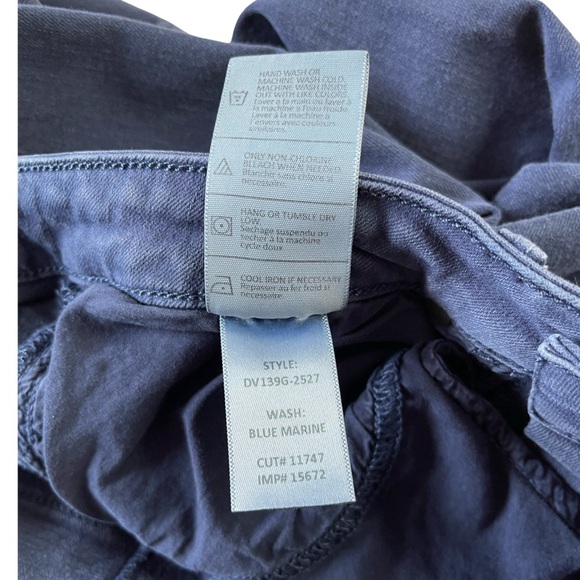 HAND WASH OR
MACHINE WASH COLD.
MACHINE WASH INSIDE
OUT WITH LIKE COLORS.
Laver a la main ou laver à
la machine a l'eau froide.
Laver a la machine a
l'envers avec couleurs
similaires.
ONLY NON-CHLORINE
BLEACH WHEN NEEDED.
Blanchir sans chlore si
nécessaire.
HANG OR TUMBLE DRY
LOW.
Sechage suspendu ou
secher à la machine
cycle doux.
COOL IRON IF NECESSARY
Repasser au fer froid si
necessaire.
STYLE:
DV139G-2527
WASH:
BLUE MARINE
CUT# 11747
IMP# 15672